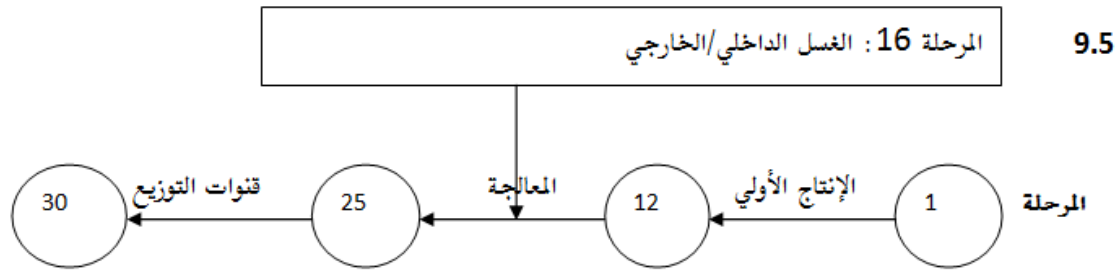 9.5 المرحلة 16: الغسل الداخلي/الخارجي
المرحلة 1 الإنتاج الأولي 12 المعالجة 25 قنوات التوزيع 30